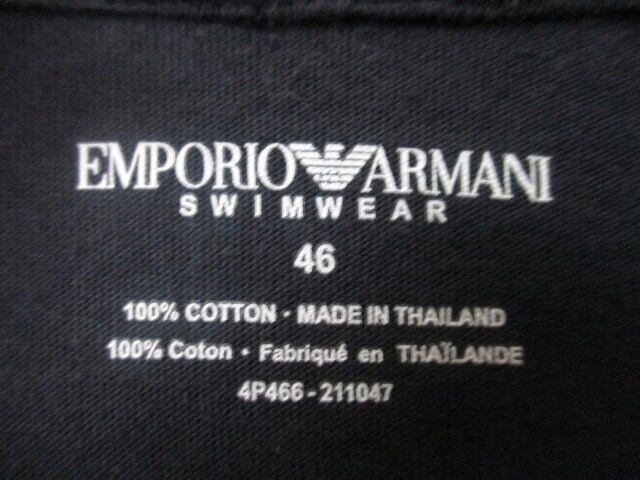 EMPORIO ARMANI
SWIMWEAR
46
100% COTTON · MADE IN THAILAND
100% Coton · Fabriqué en THAÏLANDE
4P466-211047